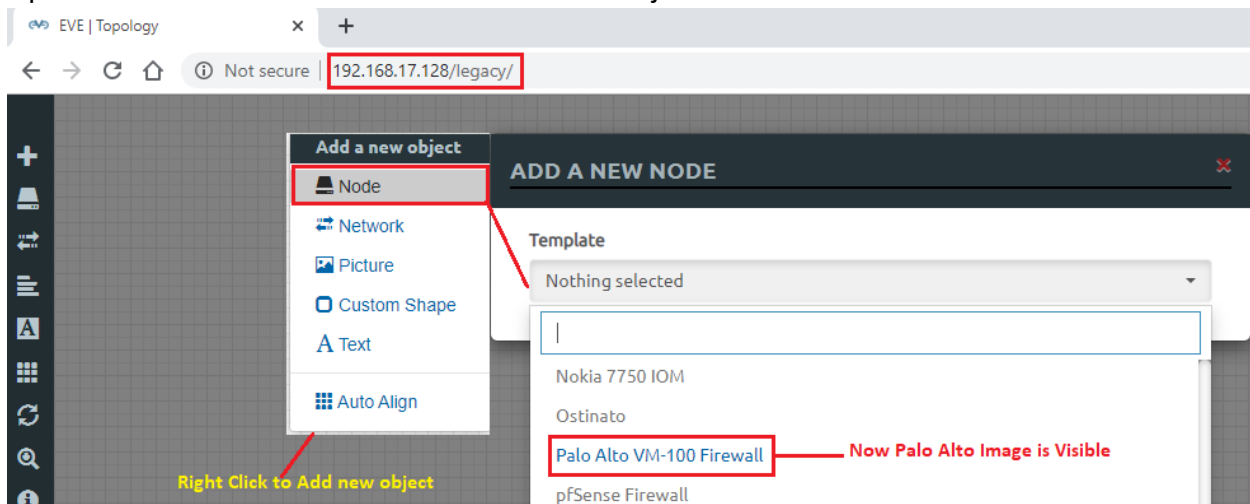 EVE | Topology
Not secure | 192.168.17.128/legacy/
Add a new object
Node
Network
Picture
Custom Shape
A Text
Auto Align
Right Click to Add new object
ADD A NEW NODE
Template
Nothing selected
Nokia 7750 IOM
Ostinato
Palo Alto VM-100 Firewall
Now Palo Alto Image is Visible
pfSense Firewall